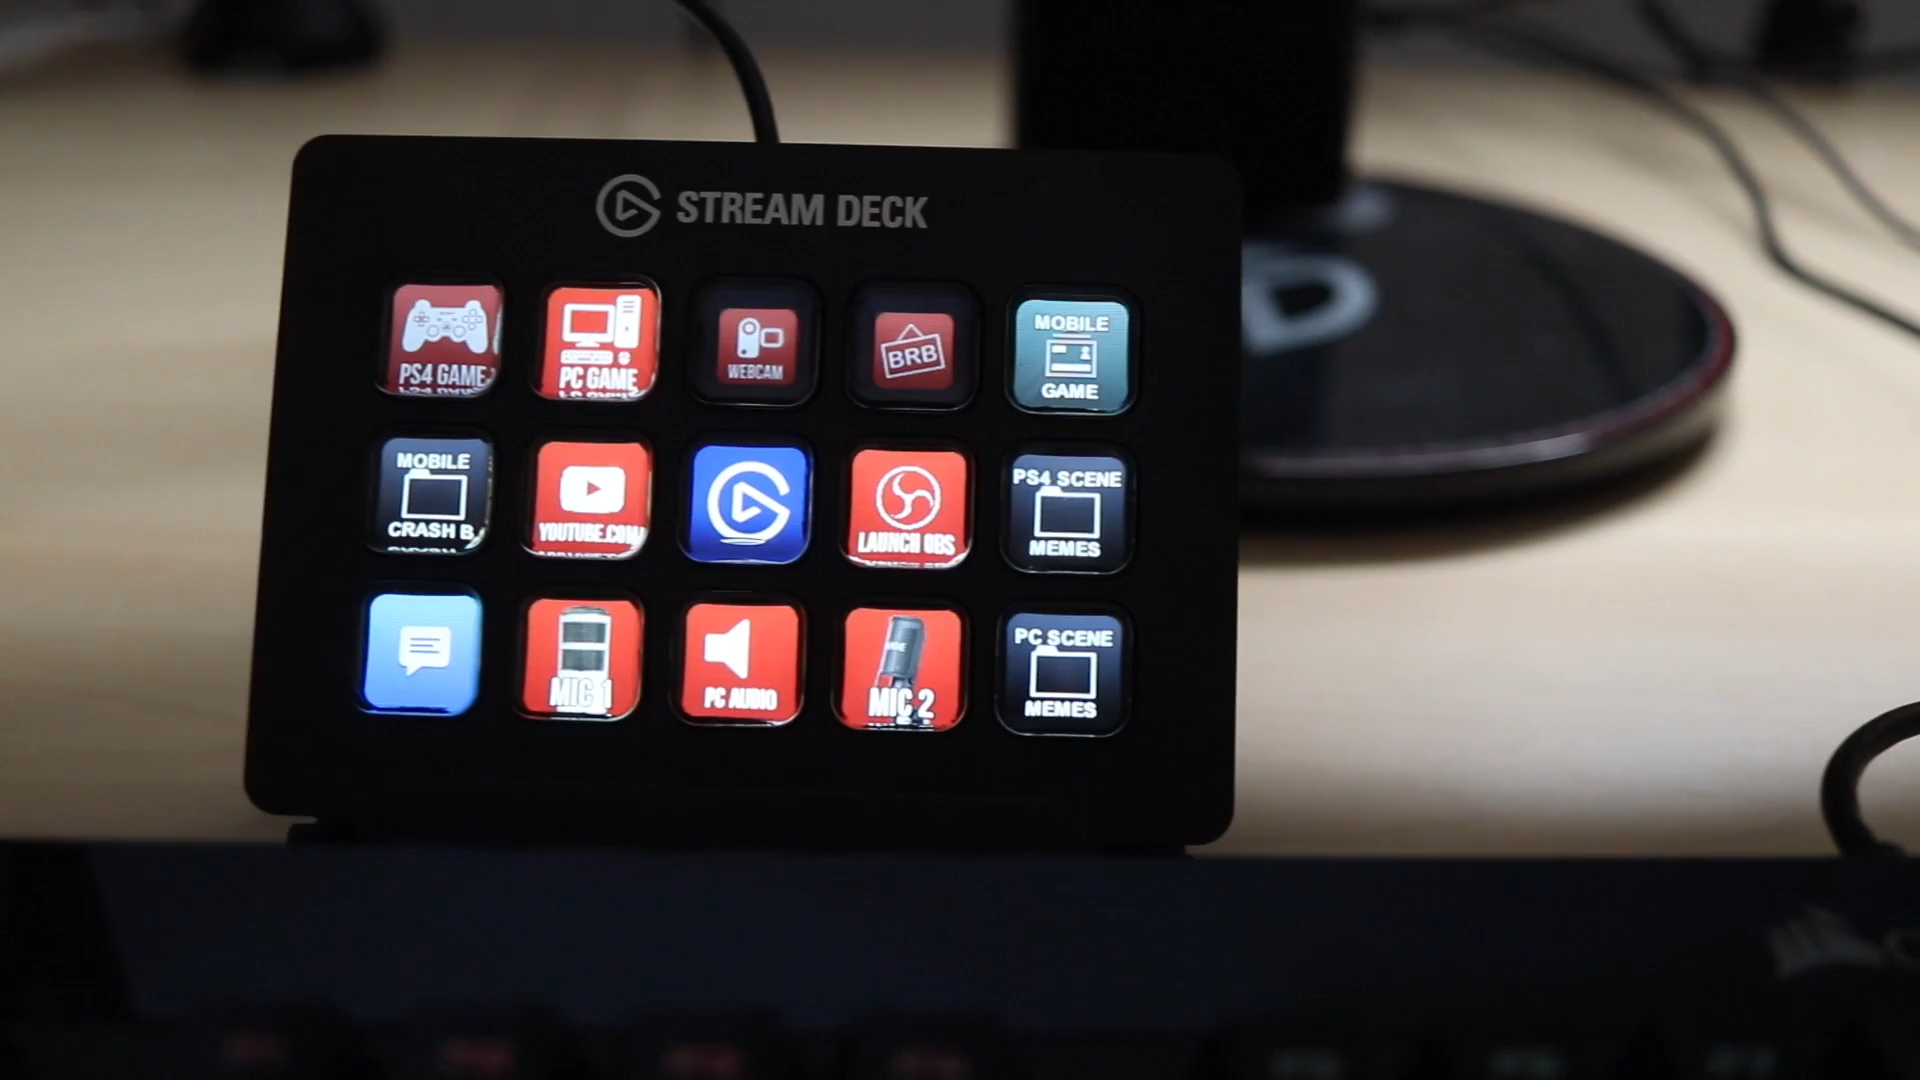 STREAM DECK
PS4 GAME
PC GAME
WEBCAM
BRB
MOBILE
GAME
MOBILE
CRASH B
YOUTUBE.COM
LAUNCH OBS
PS4 SCENE
MEMES
MIC 1
PC AUDIO
MIC 2
PC SCENE
MEMES